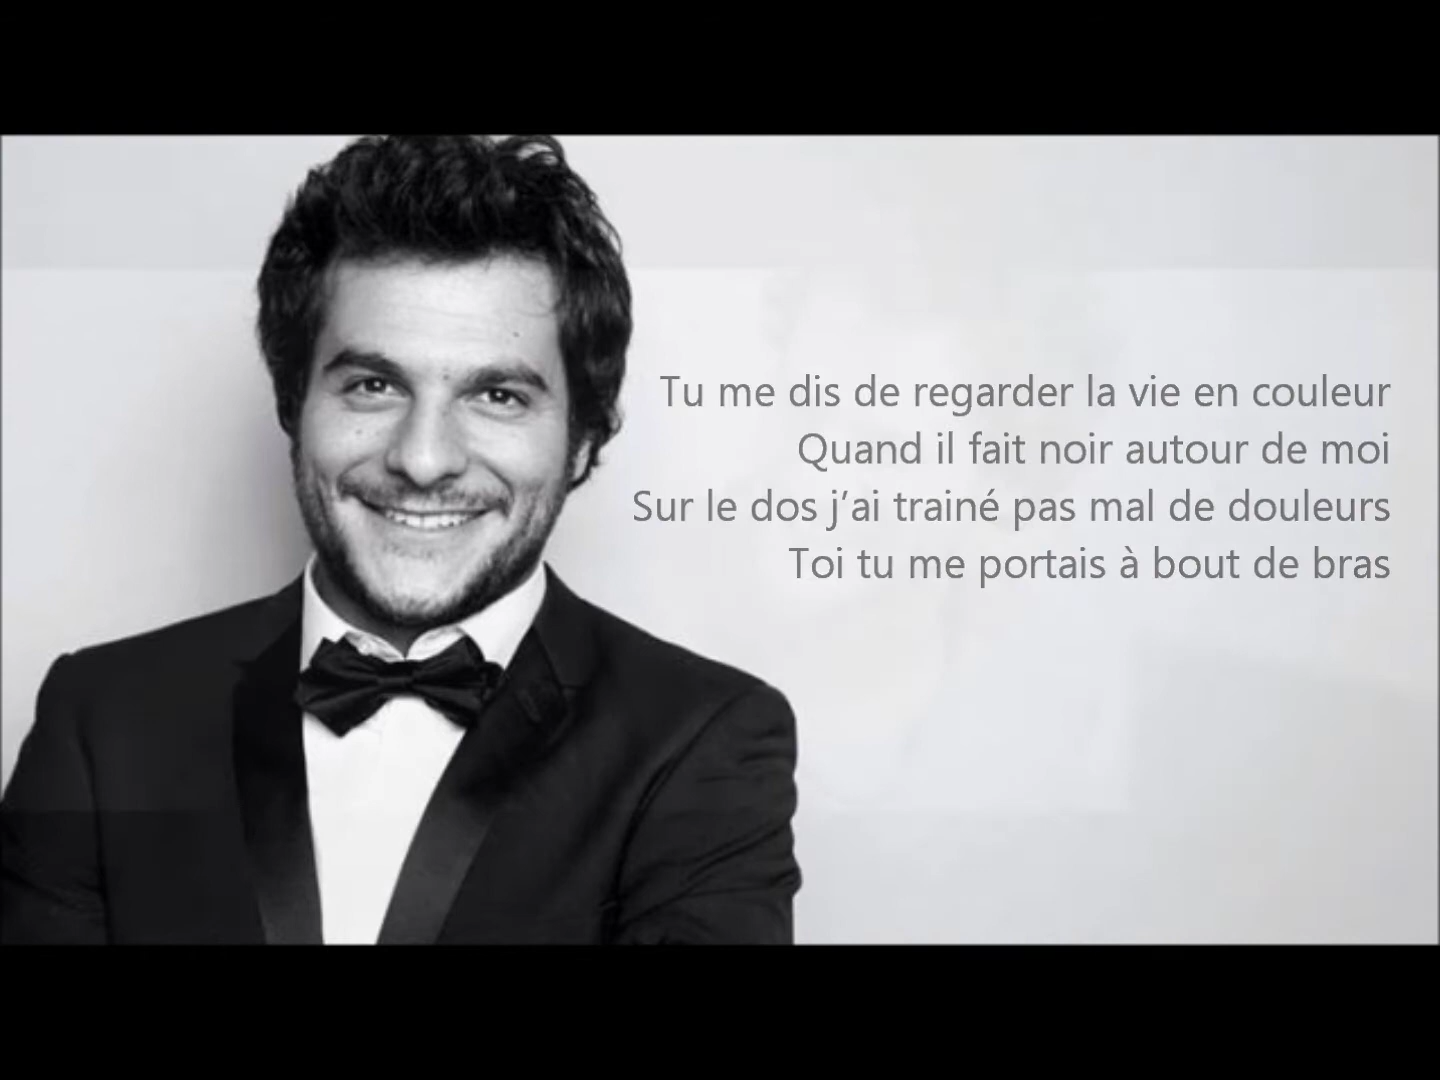 Tu me dis de regarder la vie en couleur
Quand il fait noir autour de moi
Sur le dos j’ai trainé pas mal de douleurs
Toi tu me portais à bout de bras